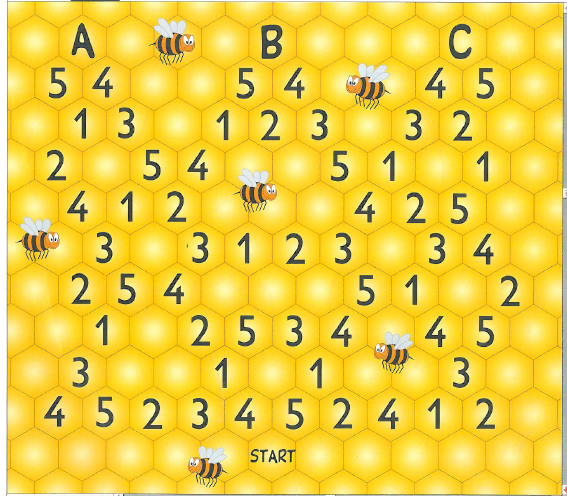 A B C
5 4 5 4 4 5
1 3 1 2 3 3 2
2 5 4 5 1 1
4 1 2 4 2 5
3 3 1 2 3 3 4
2 5 4 5 1 2
1 2 5 3 4 4 5
3 1 1 3
4 5 2 3 4 5 2 4 1 2
START